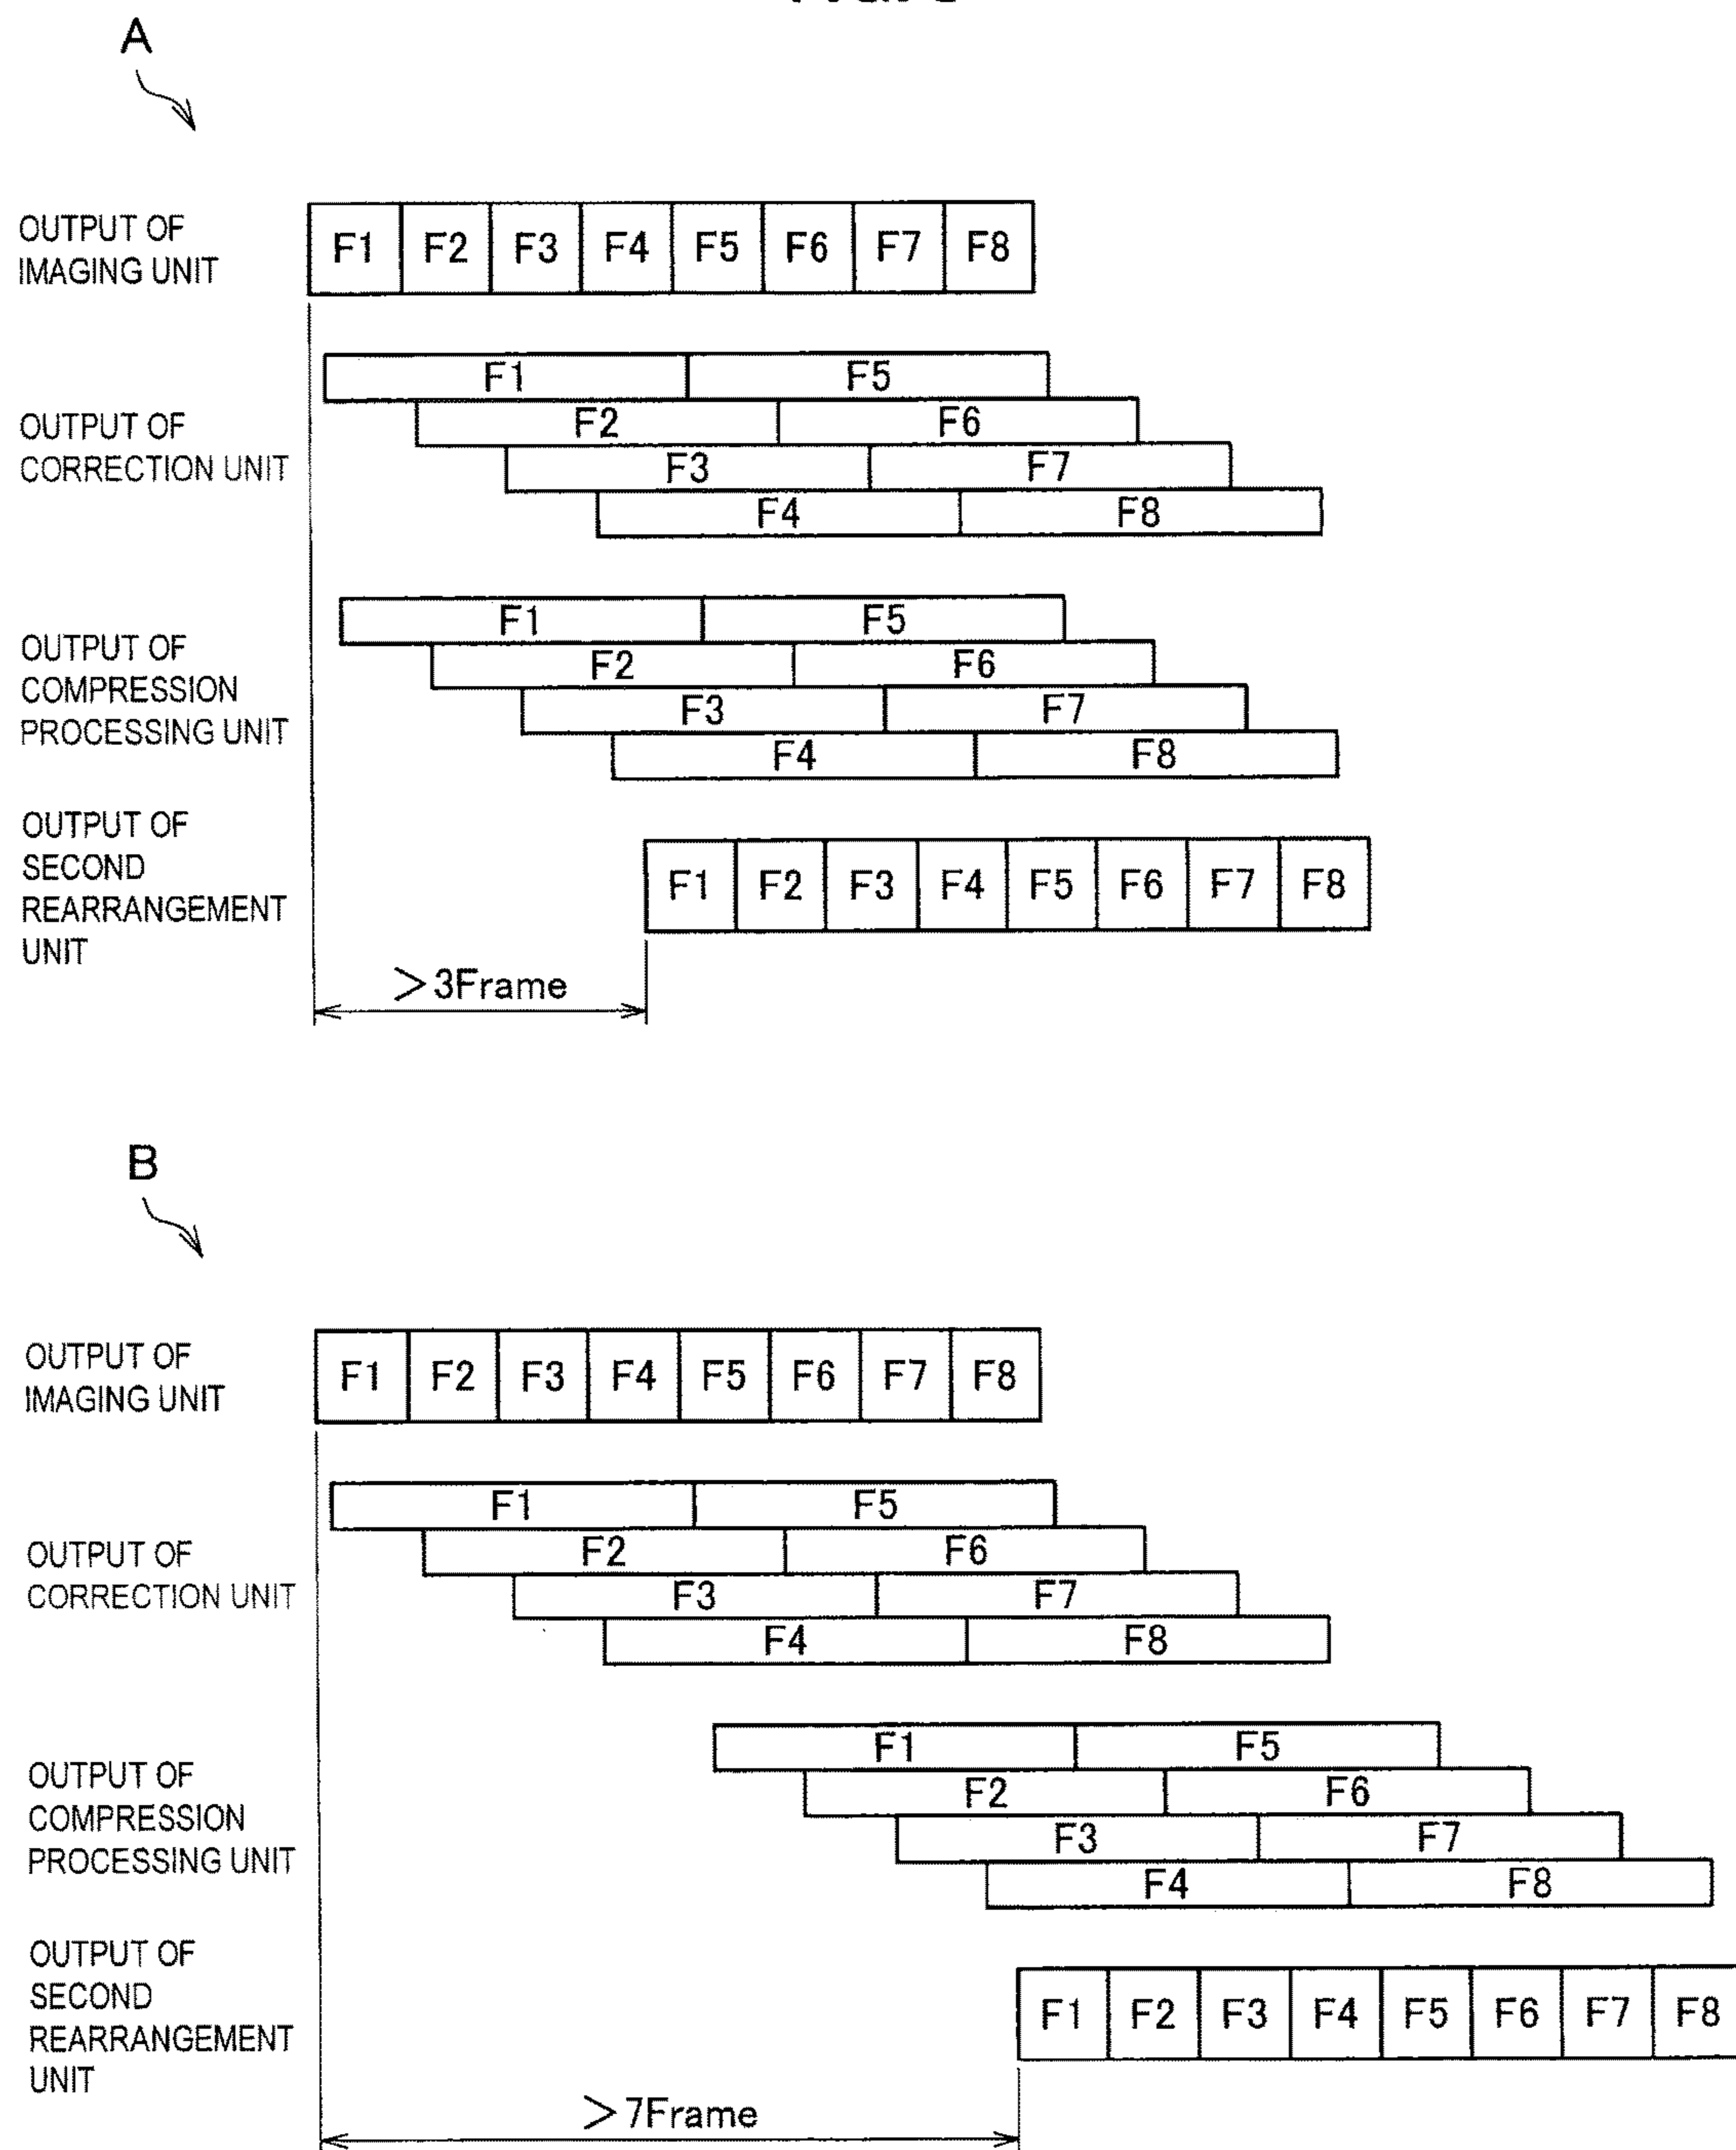 A
OUTPUT OF
IMAGING UNIT
F1 F2 F3 F4 F5 F6 F7 F8
OUTPUT OF
CORRECTION UNIT
F1 F5
F2 F6
F3 F7
F4 F8
OUTPUT OF
COMPRESSION
PROCESSING UNIT
F1 F5
F2 F6
F3 F7
F4 F8
OUTPUT OF
SECOND
REARRANGEMENT
UNIT
F1 F2 F3 F4 F5 F6 F7 F8
>3Frame
B
OUTPUT OF
IMAGING UNIT
F1 F2 F3 F4 F5 F6 F7 F8
OUTPUT OF
CORRECTION UNIT
F1 F5
F2 F6
F3 F7
F4 F8
OUTPUT OF
COMPRESSION
PROCESSING UNIT
F1 F5
F2 F6
F3 F7
F4 F8
OUTPUT OF
SECOND
REARRANGEMENT
UNIT
F1 F2 F3 F4 F5 F6 F7 F8
>7Frame